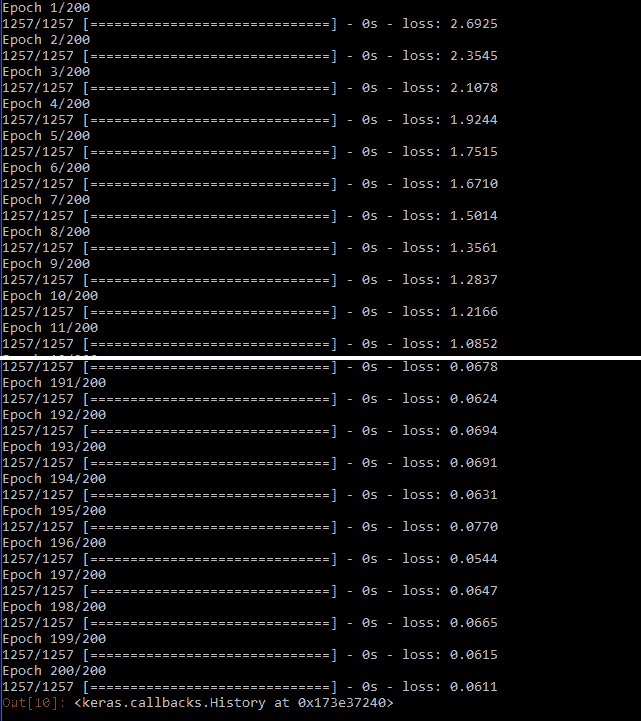 Epoch 1/200
1257/1257 [==============================] - 0s - loss: 2.6925
Epoch 2/200
1257/1257 [==============================] - 0s - loss: 2.3545
Epoch 3/200
1257/1257 [==============================] - 0s - loss: 2.1078
Epoch 4/200
1257/1257 [==============================] - 0s - loss: 1.9244
Epoch 5/200
1257/1257 [==============================] - 0s - loss: 1.7515
Epoch 6/200
1257/1257 [==============================] - 0s - loss: 1.6710
Epoch 7/200
1257/1257 [==============================] - 0s - loss: 1.5014
Epoch 8/200
1257/1257 [==============================] - 0s - loss: 1.3561
Epoch 9/200
1257/1257 [==============================] - 0s - loss: 1.2837
Epoch 10/200
1257/1257 [==============================] - 0s - loss: 1.2166
Epoch 11/200
1257/1257 [==============================] - 0s - loss: 1.0852
1257/1257 [==============================] - 0s - loss: 0.0678
Epoch 191/200
1257/1257 [==============================] - 0s - loss: 0.0624
Epoch 192/200
1257/1257 [==============================] - 0s - loss: 0.0694
Epoch 193/200
1257/1257 [==============================] - 0s - loss: 0.0691
Epoch 194/200
1257/1257 [==============================] - 0s - loss: 0.0631
Epoch 195/200
1257/1257 [==============================] - 0s - loss: 0.0770
Epoch 196/200
1257/1257 [==============================] - 0s - loss: 0.0544
Epoch 197/200
1257/1257 [==============================] - 0s - loss: 0.0647
Epoch 198/200
1257/1257 [==============================] - 0s - loss: 0.0665
Epoch 199/200
1257/1257 [==============================] - 0s - loss: 0.0615
Epoch 200/200
1257/1257 [==============================] - 0s - loss: 0.0611
Out[10]: <keras.callbacks.History at 0x173e37240>